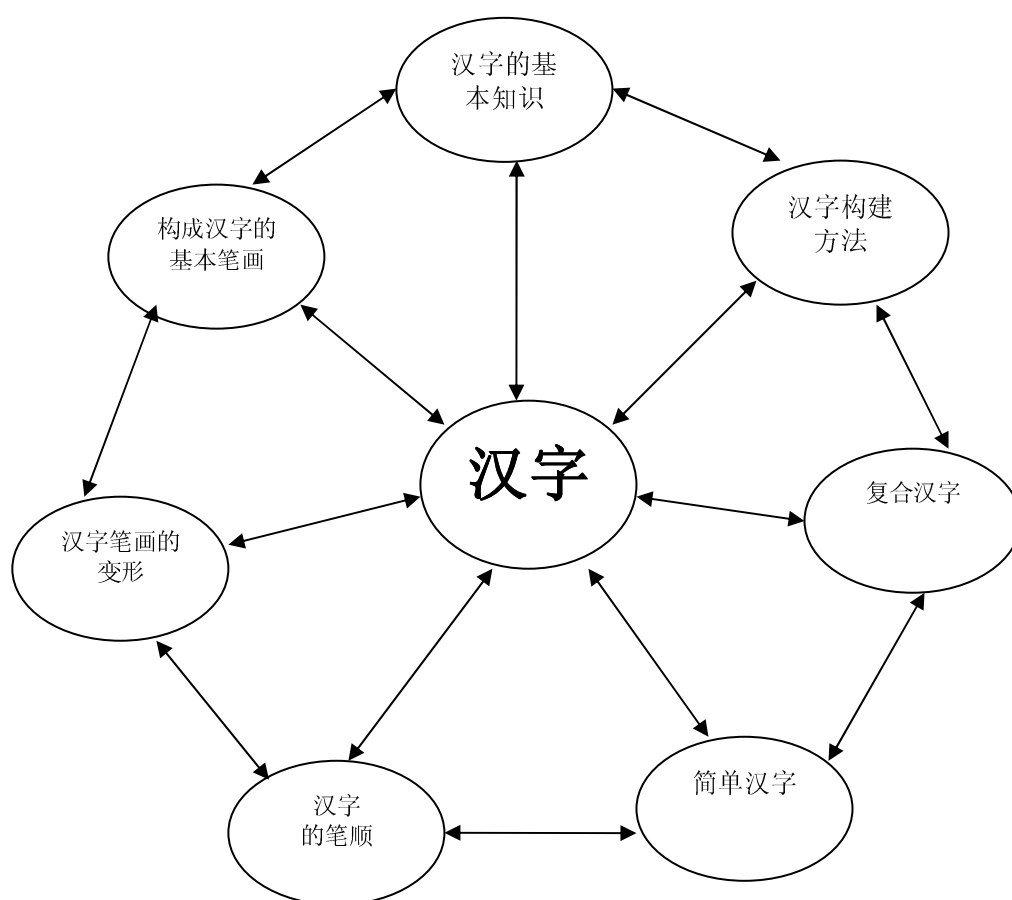 汉字的基
本知识
汉字构建
方法
构成汉字的
基本笔画
汉字
复合汉字
汉字笔画的
变形
简单汉字
汉字
的笔顺